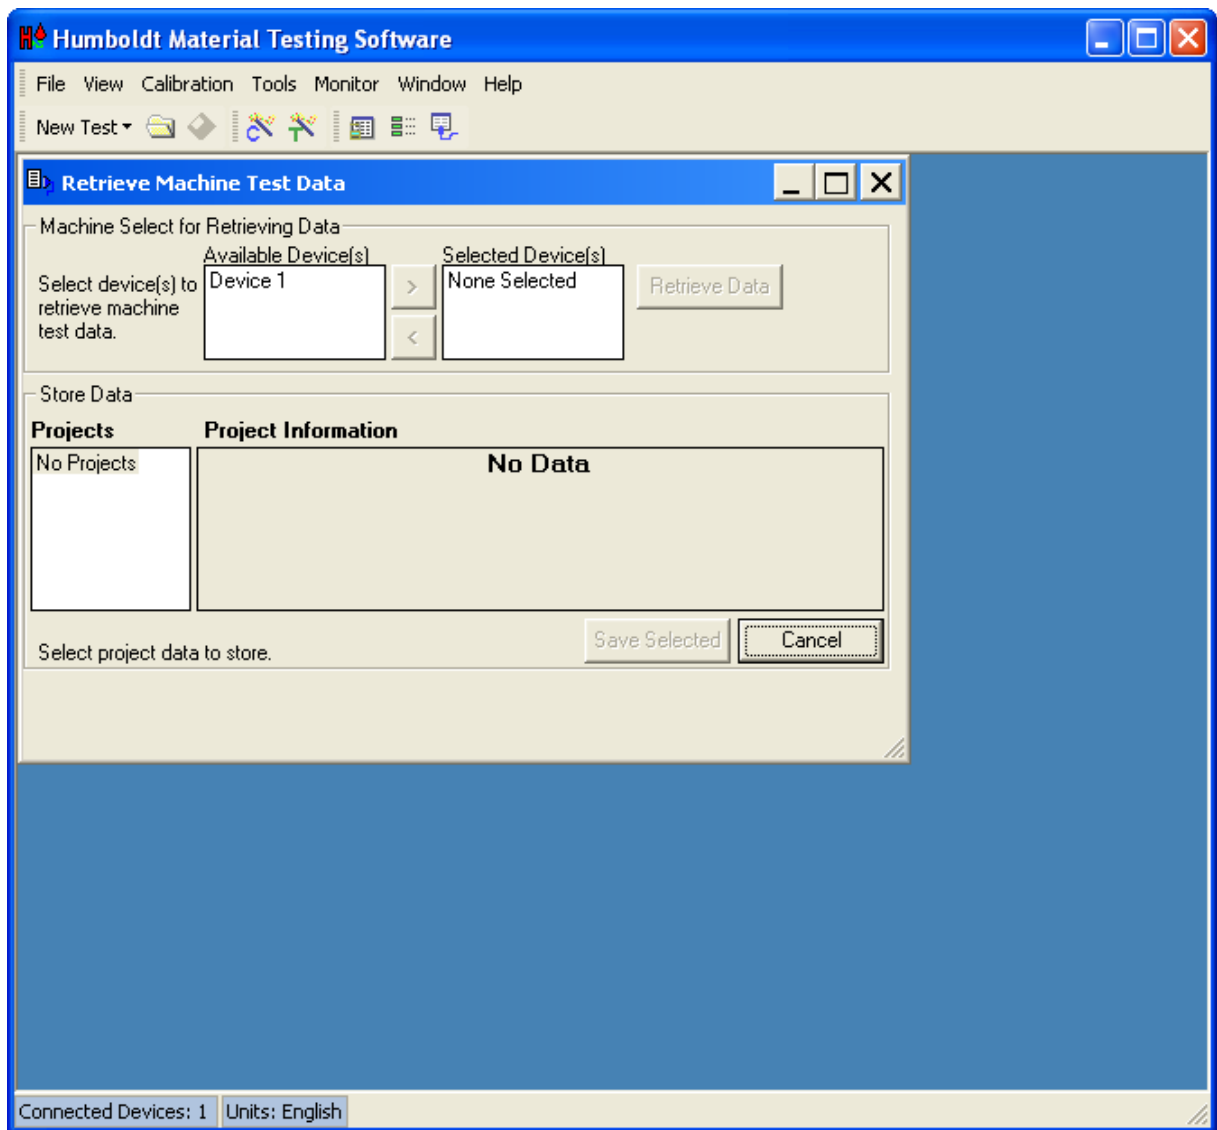 Humboldt Material Testing Software
File View Calibration Tools Monitor Window Help
New Test
Retrieve Machine Test Data
Machine Select for Retrieving Data
Available Device(s) Selected Device(s)
Select device(s) to
retrieve machine
test data.
Device 1
>
<
None Selected
Retrieve Data
Store Data
Projects Project Information
No Projects
No Data
Select project data to store.
Save Selected Cancel
Connected Devices: 1 Units: English